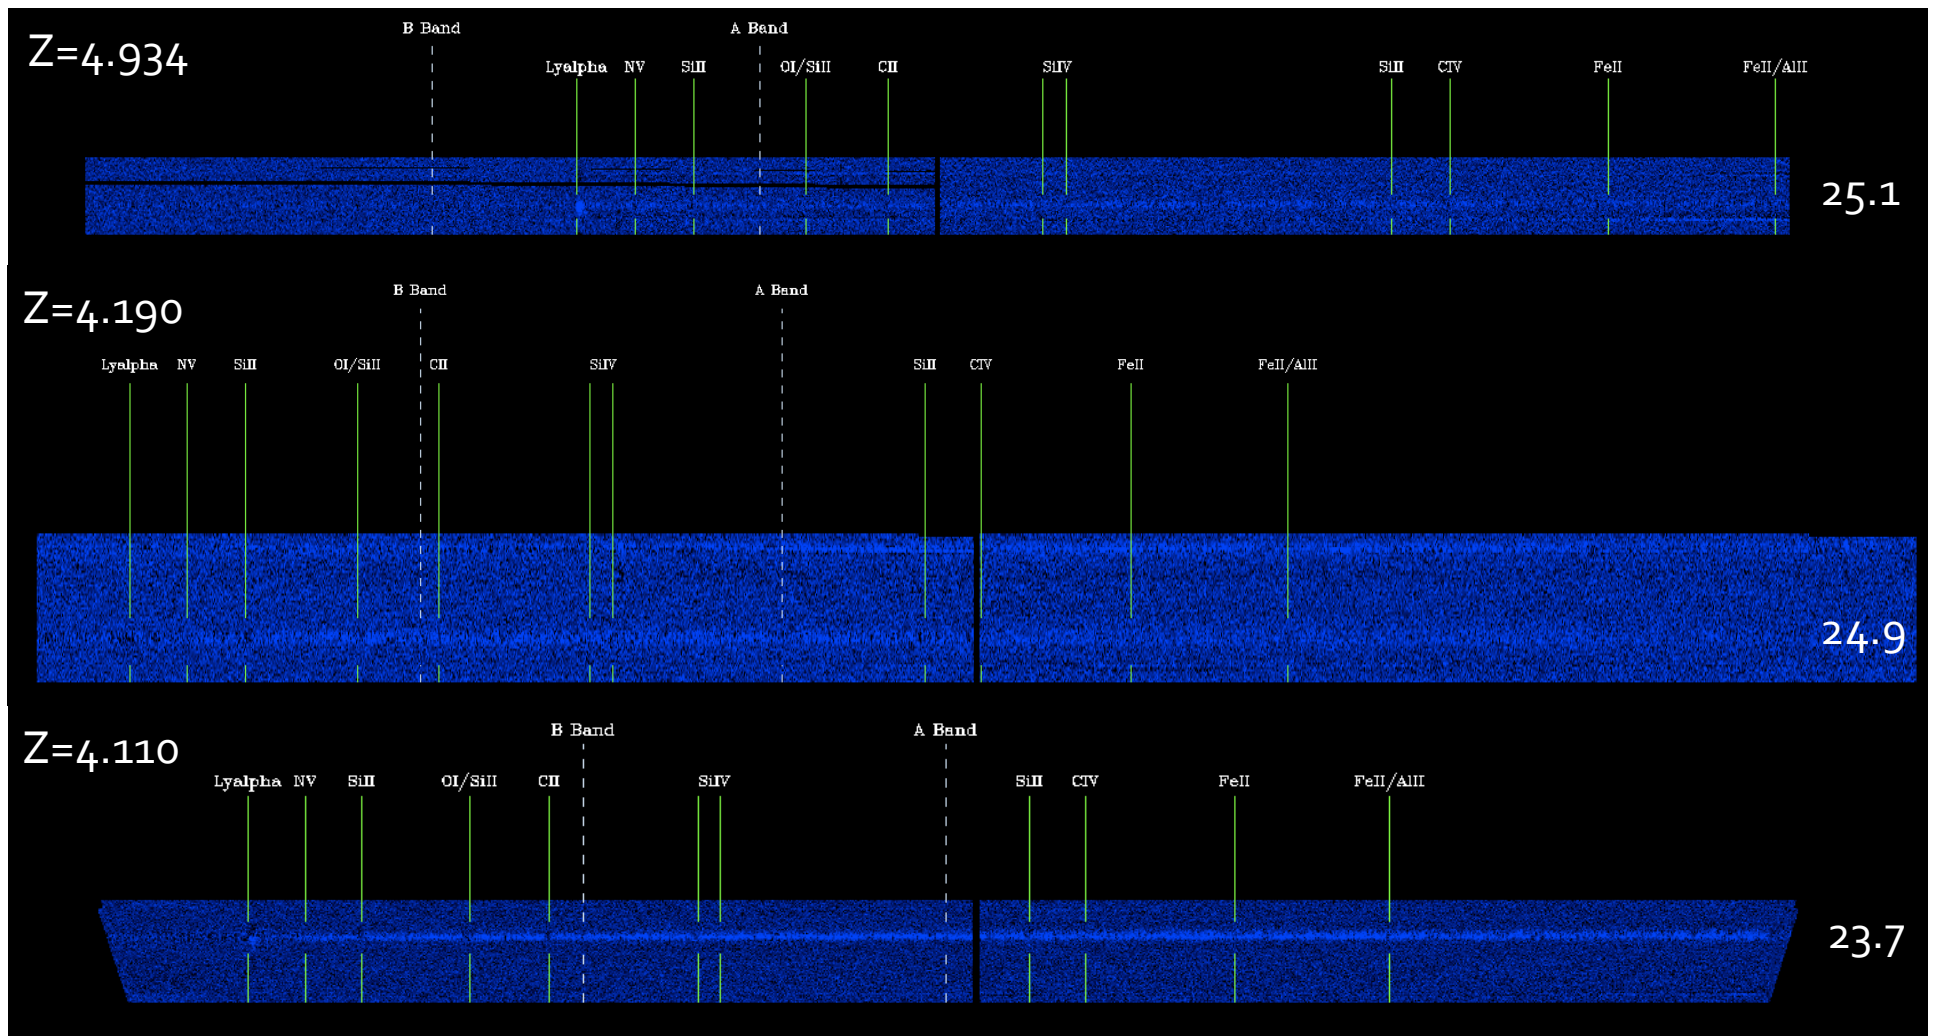 B Band A Band
Z=4.934
Lyalpha NV SiII OI/SiII CII SiIV SiII CIV FeII FeII/AlII
25.1
B Band A Band
Z=4.190
Lyalpha NV SiII OI/SiII CII SiIV SiII CIV FeII FeII/AlII
24.9
B Band A Band
Z=4.110
Lyalpha NV SiII OI/SiII CII SiIV SiII CIV FeII FeII/AlII
23.7